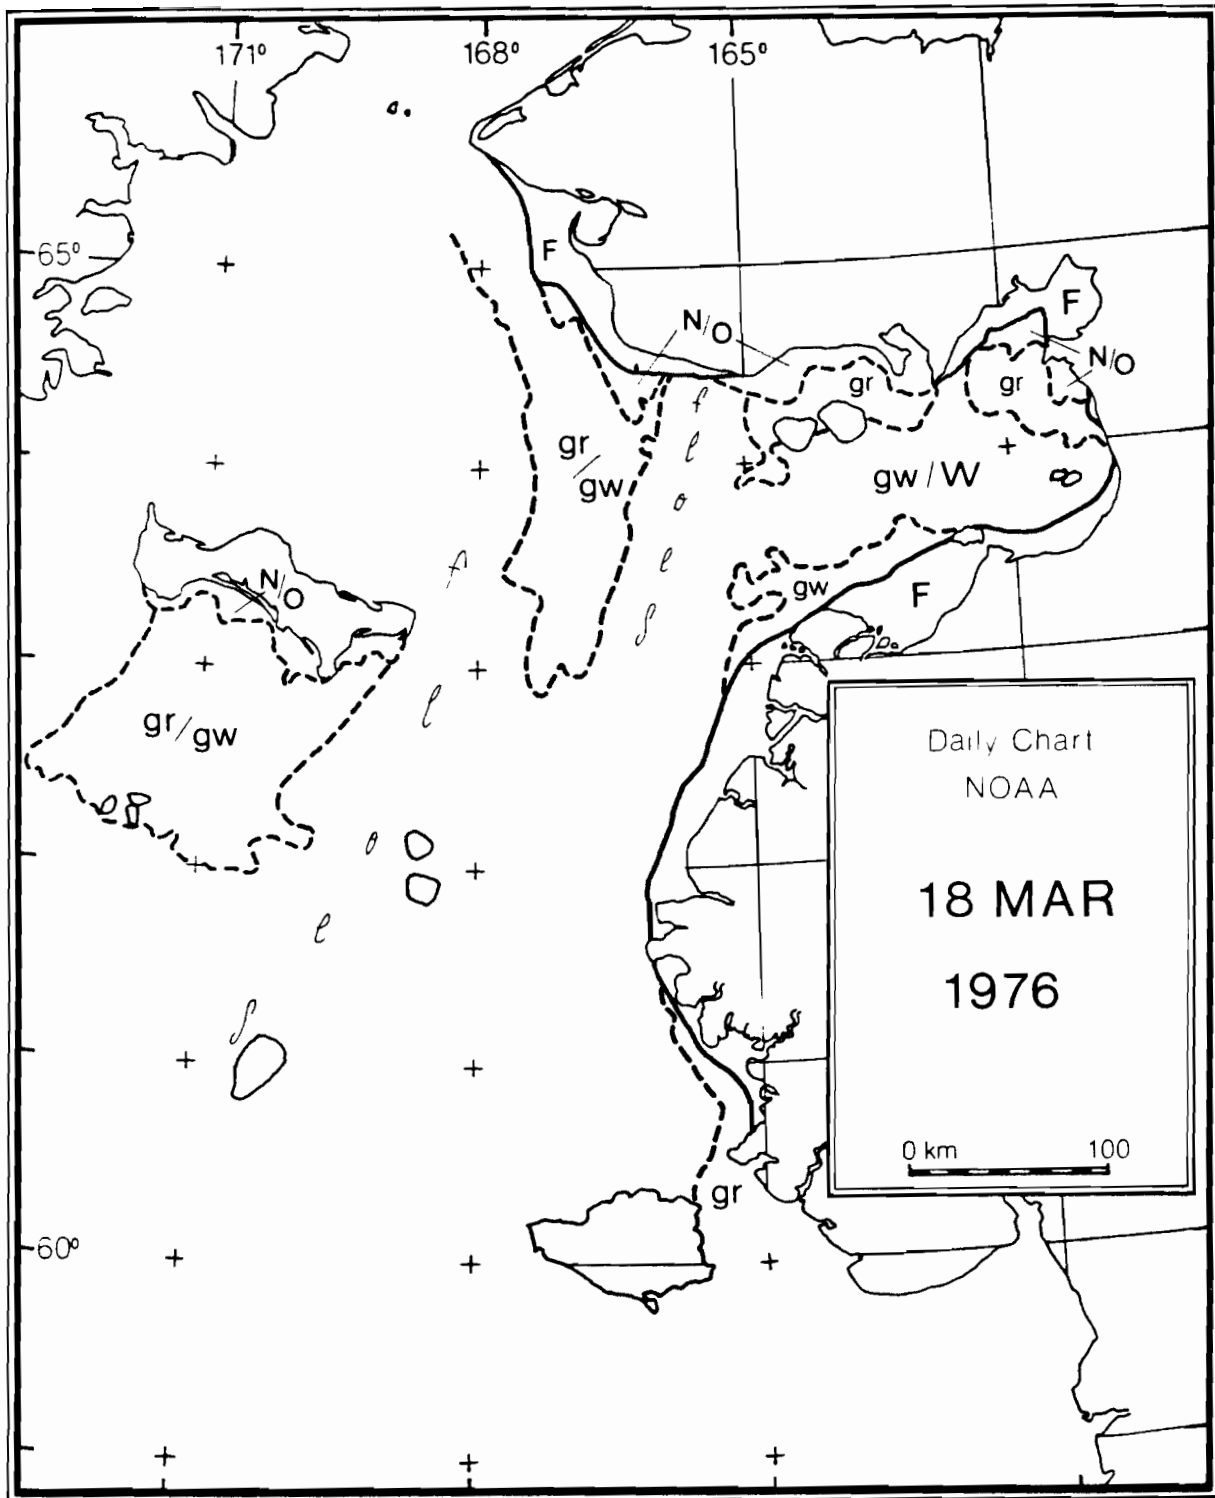 171° 168° 165°
65°
F
F
N/O
N/O
gr
gr
gr/gw
gw/W
f
l
o
e
s
N/O
gw
F
f
l
o
e
s
gr/gw
Daily Chart
NOAA
18 MAR
1976
0 km 100
gr
60°